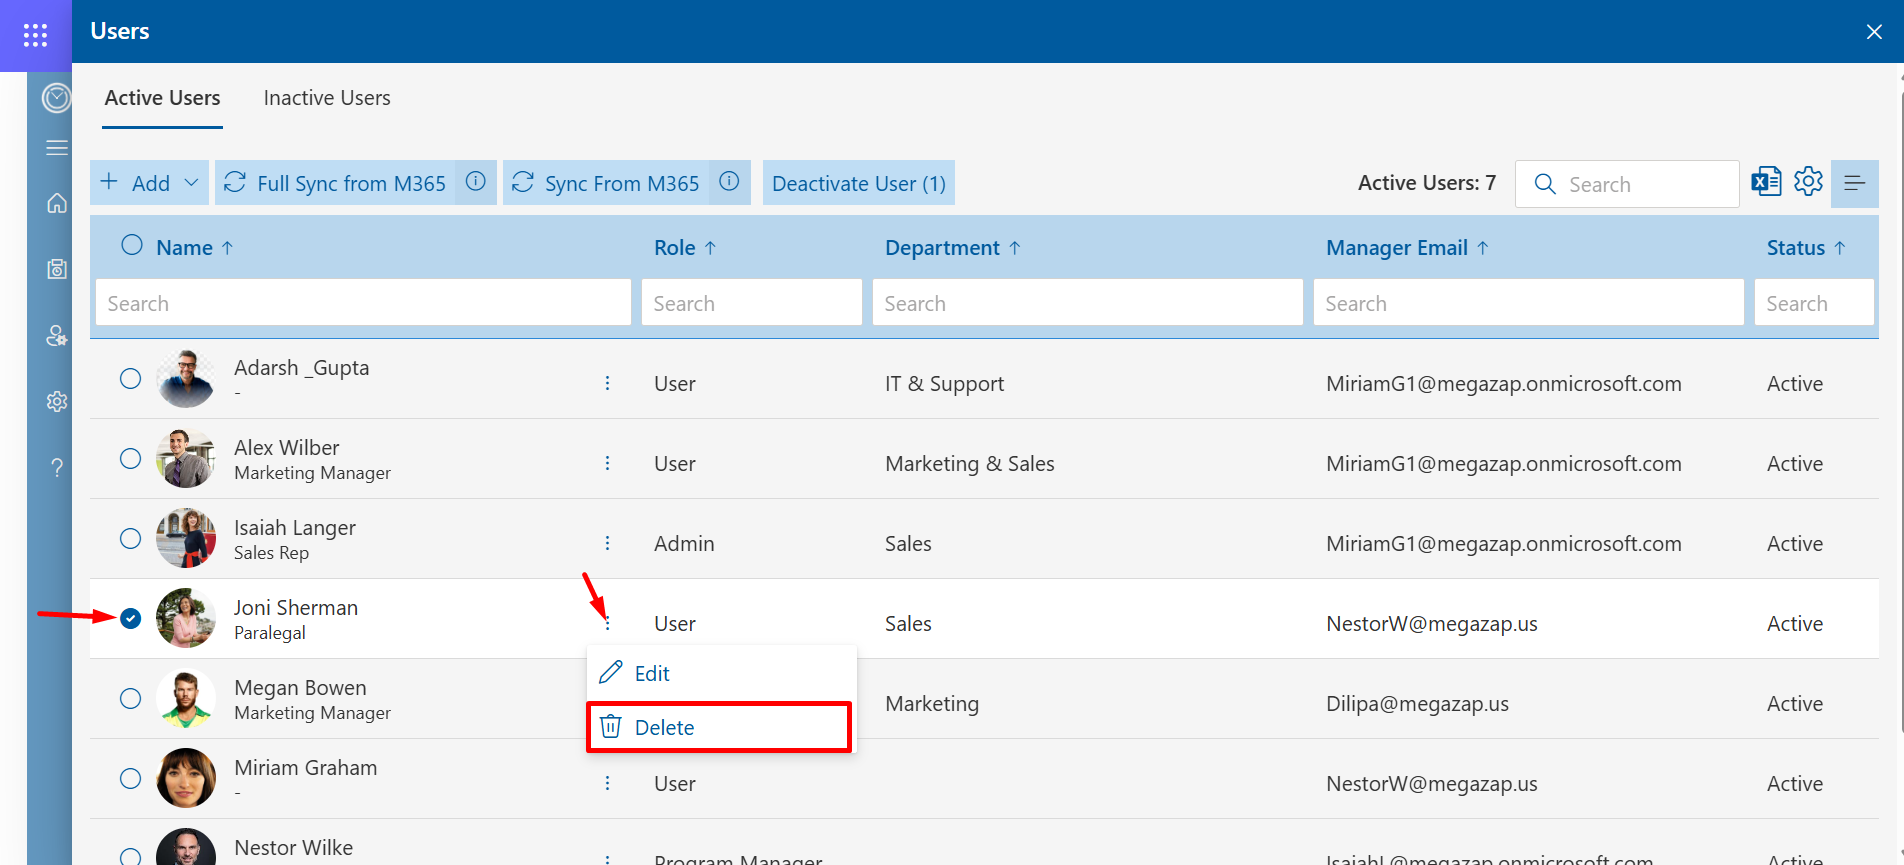 Users
Active Users Inactive Users
Add Full Sync from M365 Sync From M365 Deactivate User (1) Active Users: 7 Search
Name ↑ Role ↑ Department ↑ Manager Email ↑ Status ↑
Search Search Search Search Search
Adarsh _Gupta
-
User IT & Support MiriamG1@megazap.onmicrosoft.com Active
Alex Wilber
Marketing Manager
User Marketing & Sales MiriamG1@megazap.onmicrosoft.com Active
Isaiah Langer
Sales Rep
Admin Sales MiriamG1@megazap.onmicrosoft.com Active
Joni Sherman
Paralegal
User Sales NestorW@megazap.us Active
Edit
Delete
Megan Bowen
Marketing Manager
Marketing Dilipa@megazap.us Active
Miriam Graham
-
User NestorW@megazap.us Active
Nestor Wilke
Program Manager IsaiahL@megazap.onmicrosoft.com Active